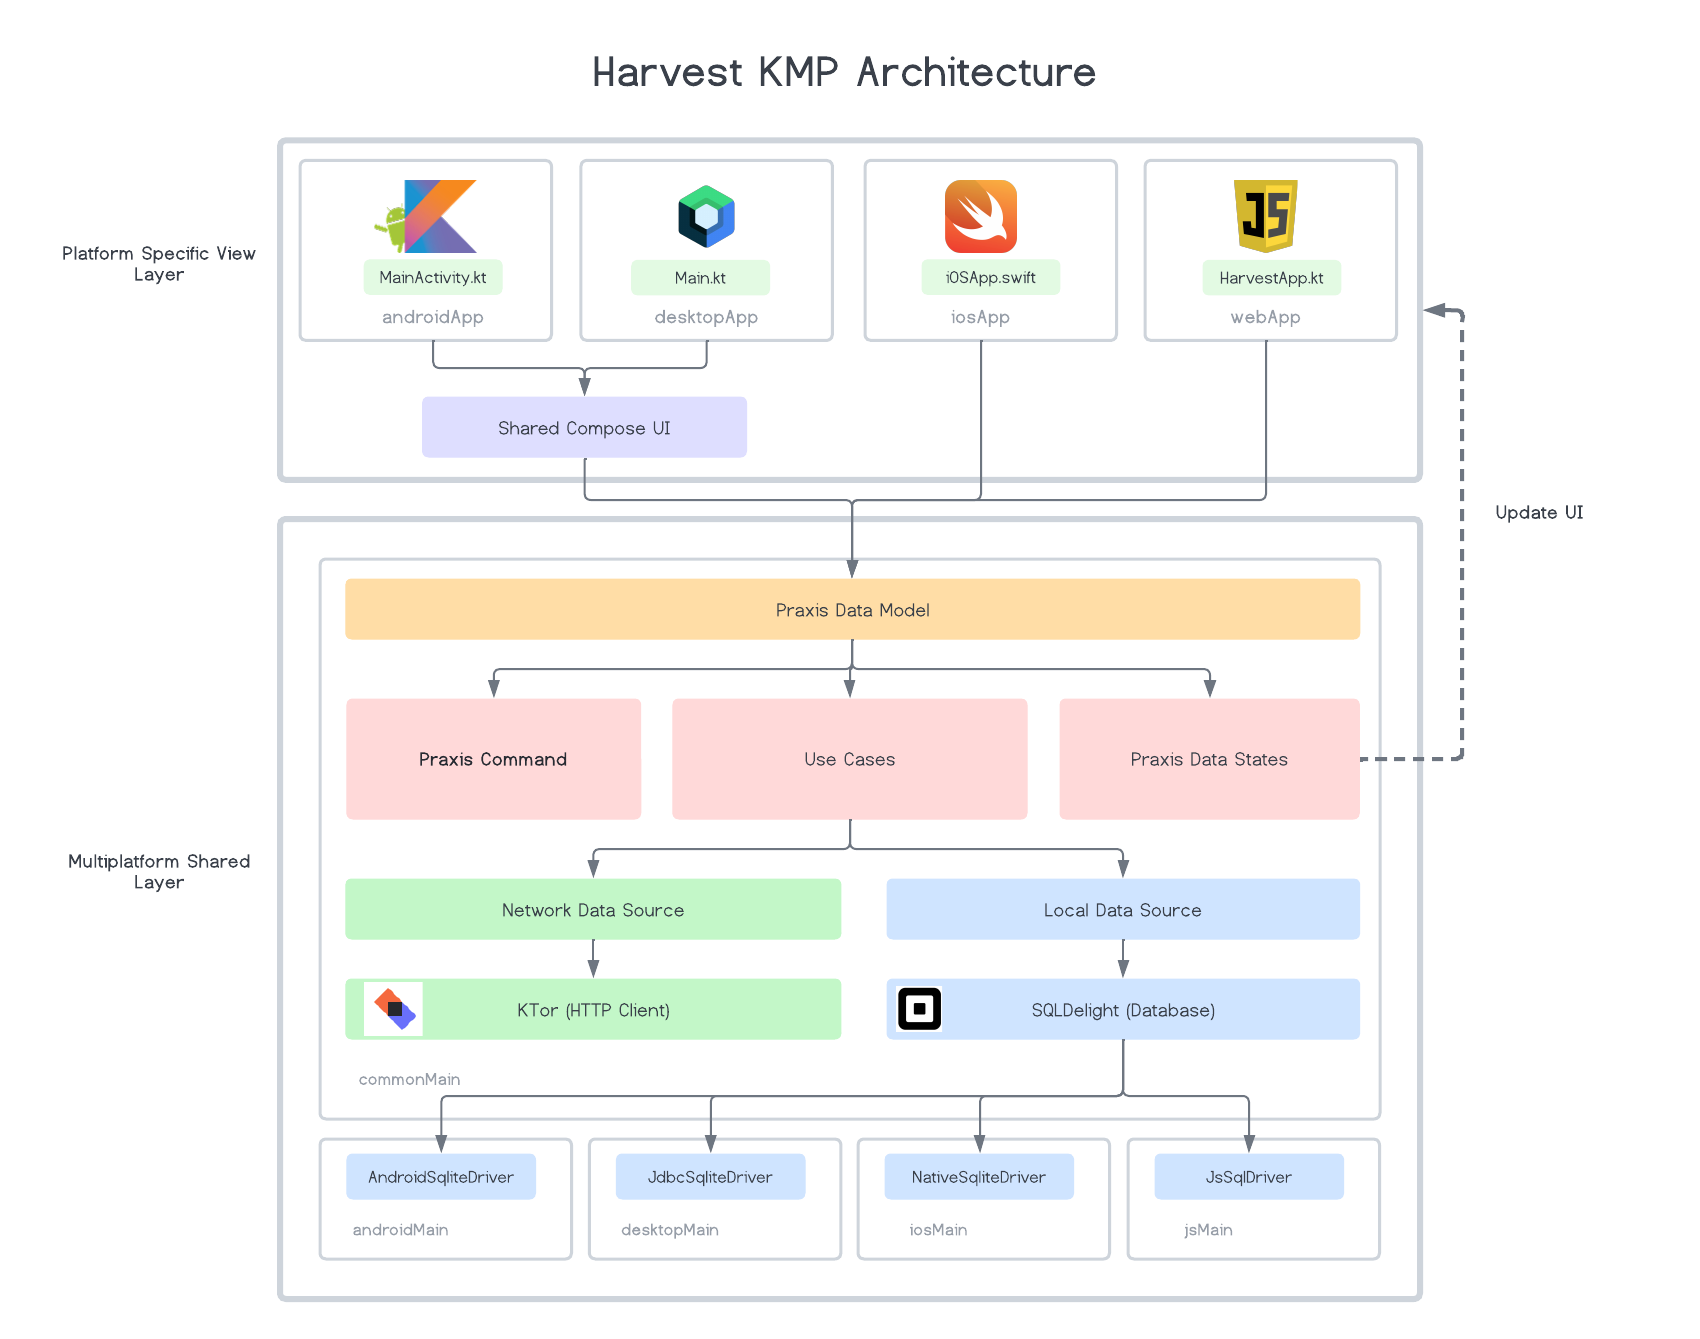 Harvest KMP Architecture
Platform Specific View
Layer
JS
MainActivity.kt
Main.kt
iOSApp.swift
HarvestApp.kt
androidApp
desktopApp
iosApp
webApp
Shared Compose UI
Update UI
Praxis Data Model
Praxis Command
Use Cases
Praxis Data States
Multiplatform Shared
Layer
Network Data Source
Local Data Source
KTor (HTTP Client)
SQLDelight (Database)
commonMain
AndroidSqliteDriver
JdbcSqliteDriver
NativeSqliteDriver
JsSqlDriver
androidMain
desktopMain
iosMain
jsMain